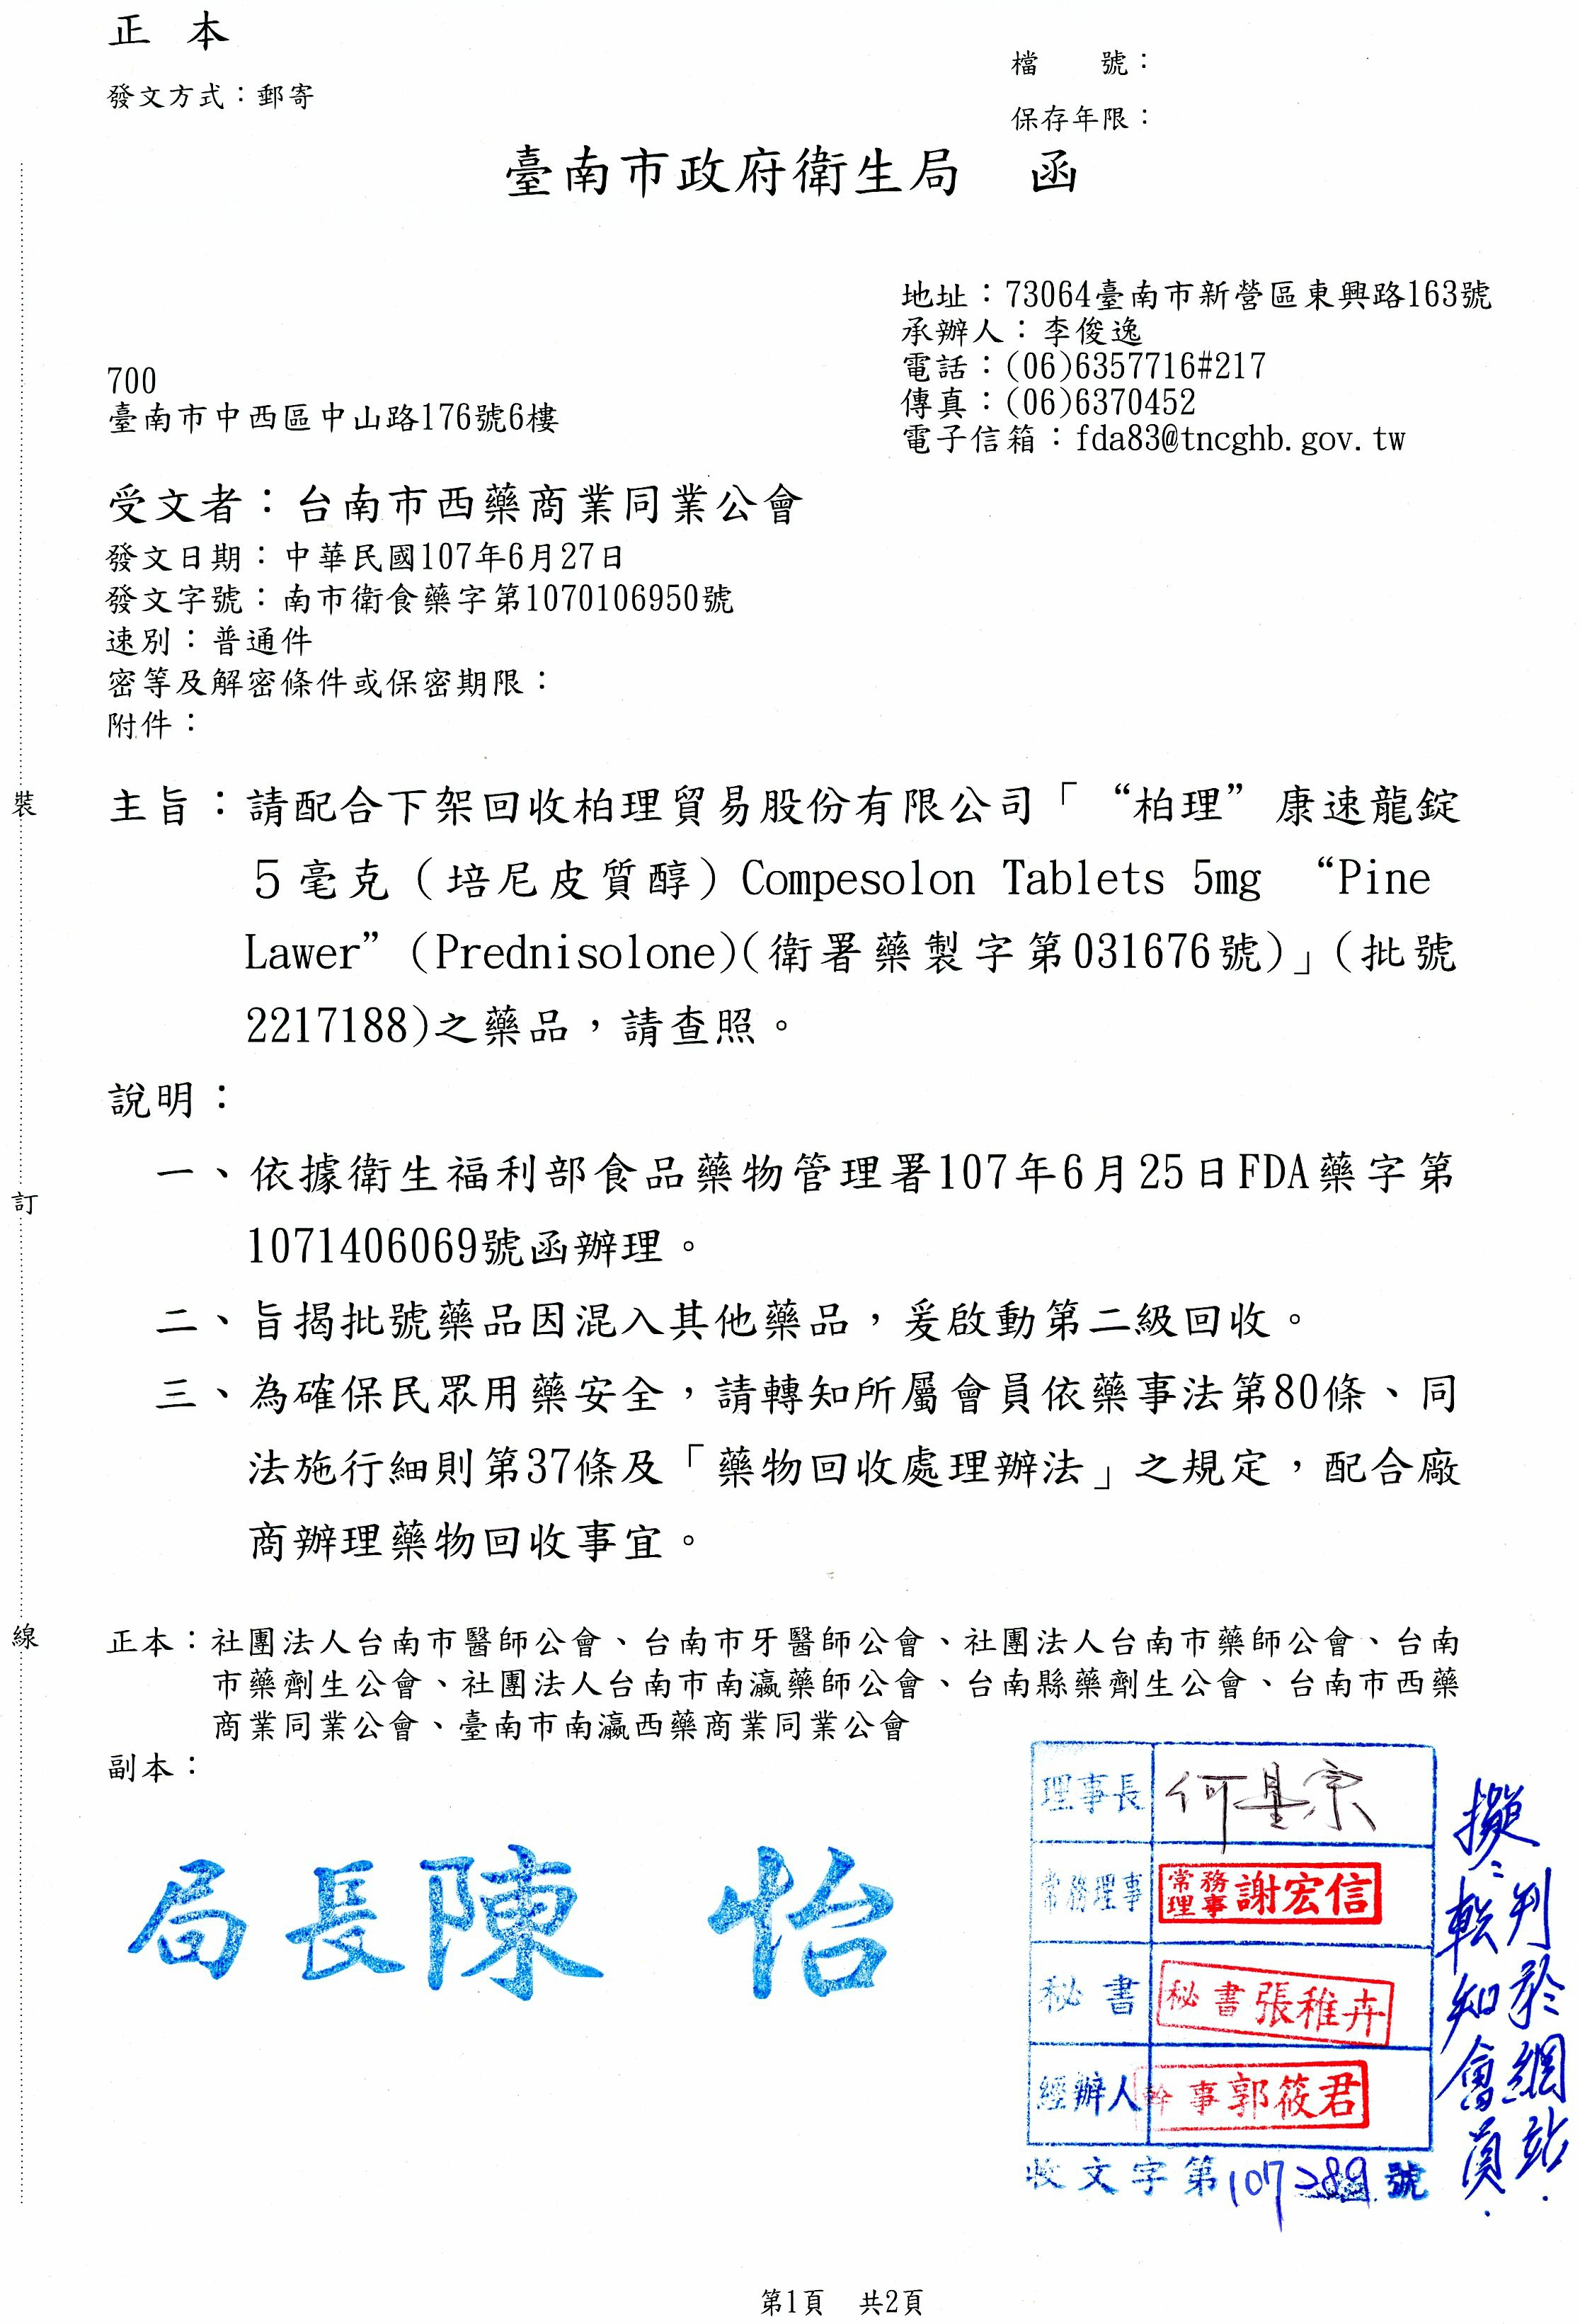 正 本
發文方式：郵寄
檔　　號：
保存年限：
臺南市政府衛生局　函
地址：73064臺南市新營區東興路163號
承辦人：李俊逸
電話：(06)6357716#217
傳真：(06)6370452
電子信箱：fda83@tncghb.gov.tw
700
臺南市中西區中山路176號6樓
受文者：台南市西藥商業同業公會
發文日期：中華民國107年6月27日
發文字號：南市衛食藥字第1070106950號
速別：普通件
密等及解密條件或保密期限：
附件：
主旨：請配合下架回收柏理貿易股份有限公司「“柏理”康速龍錠
５毫克（培尼皮質醇）Compesolon Tablets 5mg “Pine
Lawer”(Prednisolone)(衛署藥製字第031676號)」(批號
2217188)之藥品，請查照。
說明：
一、依據衛生福利部食品藥物管理署107年6月25日FDA藥字第
1071406069號函辦理。
二、旨揭批號藥品因混入其他藥品，爰啟動第二級回收。
三、為確保民眾用藥安全，請轉知所屬會員依藥事法第80條、同
法施行細則第37條及「藥物回收處理辦法」之規定，配合廠
商辦理藥物回收事宜。
正本：社團法人台南市醫師公會、台南市牙醫師公會、社團法人台南市藥師公會、台南
市藥劑生公會、社團法人台南市南瀛藥師公會、台南縣藥劑生公會、台南市西藥
商業同業公會、臺南市南瀛西藥商業同業公會
副本：
局長陳　怡
理事長
常務理事 常務理事 謝宏信
秘書 秘書張稚卉
經辦人 幹事郭筱君
收文字第107289號
擬：轉知會員.
刊於網站.
裝
訂
線
第1頁　共2頁